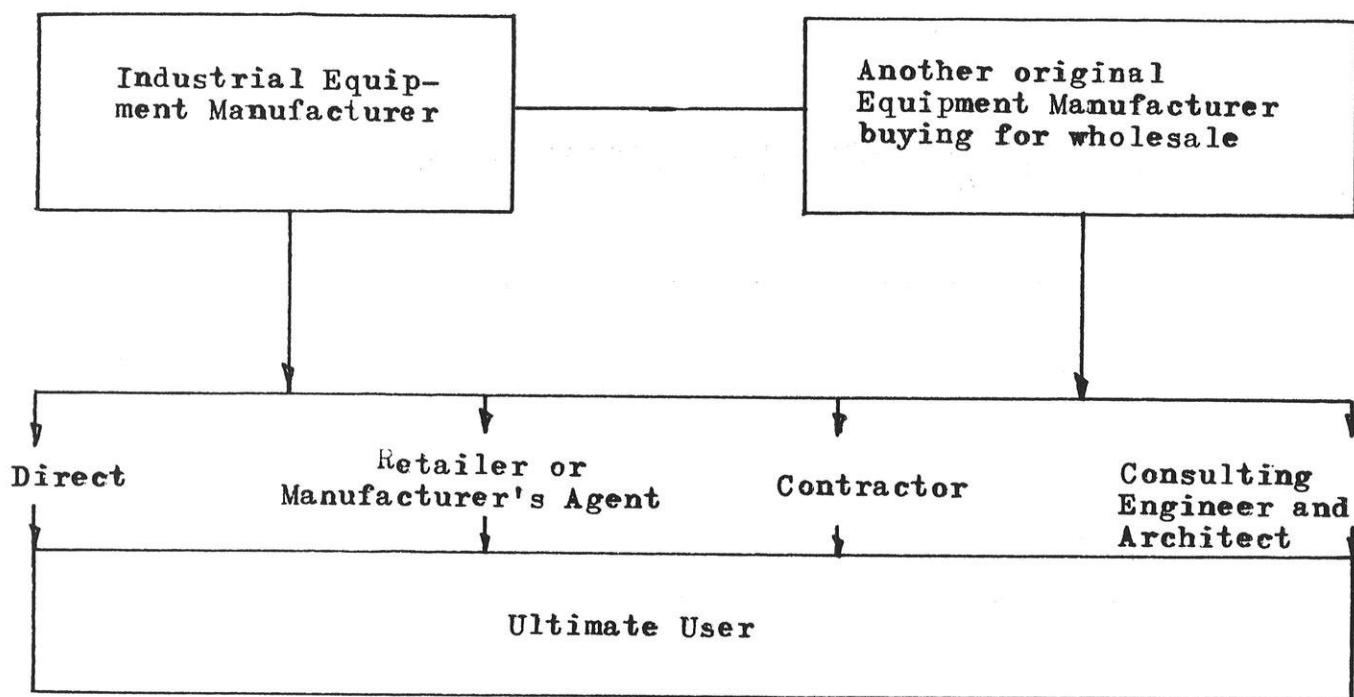 Industrial Equip-
ment Manufacturer
Another original
Equipment Manufacturer
buying for wholesale
Direct
Retailer or
Manufacturer's Agent
Contractor
Consulting
Engineer and
Architect
Ultimate User